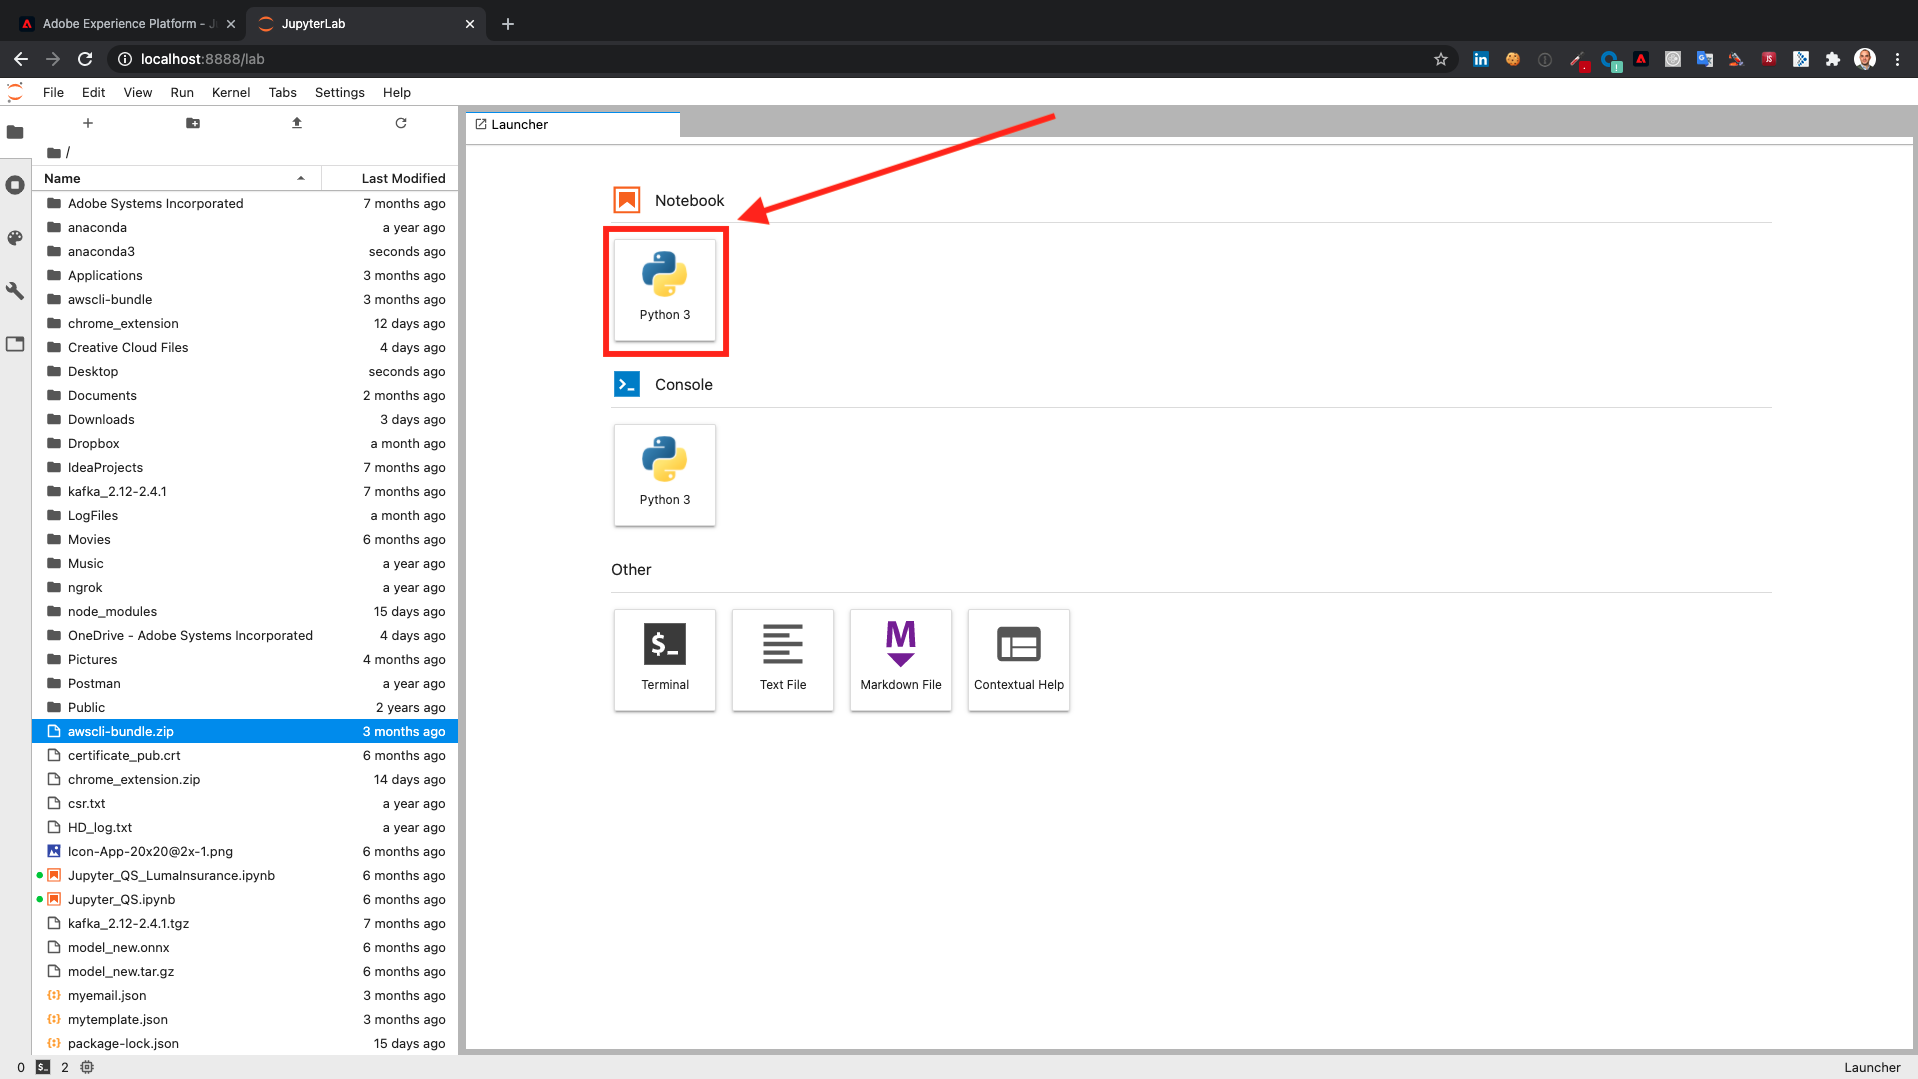 Adobe Experience Platform - J
JupyterLab
localhost:8888/lab
File Edit View Run Kernel Tabs Settings Help
Launcher
/
Name Last Modified
Adobe Systems Incorporated 7 months ago
anaconda a year ago
anaconda3 seconds ago
Applications 3 months ago
awscli-bundle 3 months ago
chrome_extension 12 days ago
Creative Cloud Files 4 days ago
Desktop seconds ago
Documents 2 months ago
Downloads 3 days ago
Dropbox a month ago
IdeaProjects 7 months ago
kafka_2.12-2.4.1 7 months ago
LogFiles a month ago
Movies 6 months ago
Music a year ago
ngrok a year ago
node_modules 15 days ago
OneDrive - Adobe Systems Incorporated 4 days ago
Pictures 4 months ago
Postman a year ago
Public 2 years ago
awscli-bundle.zip 3 months ago
certificate_pub.crt 6 months ago
chrome_extension.zip 14 days ago
csr.txt a year ago
HD_log.txt a year ago
Icon-App-20x20@2x-1.png 6 months ago
Jupyter_QS_LumaInsurance.ipynb 6 months ago
Jupyter_QS.ipynb 6 months ago
kafka_2.12-2.4.1.tgz 7 months ago
model_new.onnx 6 months ago
model_new.tar.gz 6 months ago
myemail.json 3 months ago
mytemplate.json 3 months ago
package-lock.json 15 days ago
Notebook
Python 3
Console
Python 3
Other
$_
M
Terminal
Text File
Markdown File
Contextual Help
0 $_ 2
Launcher